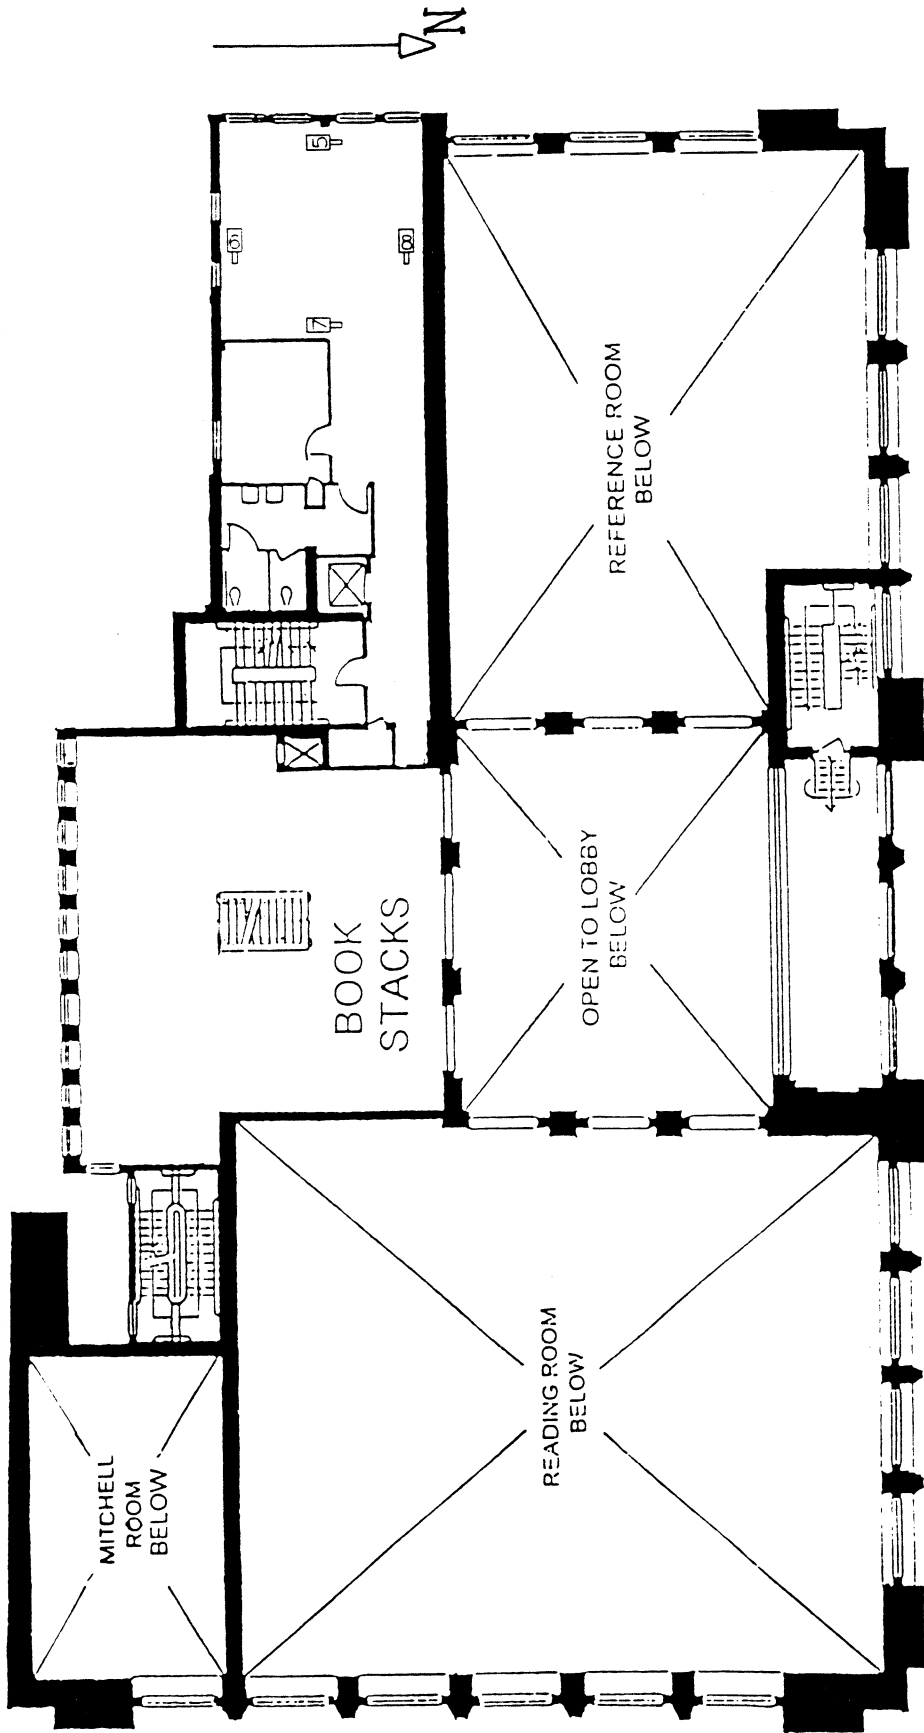 N
5
6
8
7
REFERENCE ROOM
BELOW
OPEN TO LOBBY
BELOW
BOOK
STACKS
READING ROOM
BELOW
MITCHELL
ROOM
BELOW